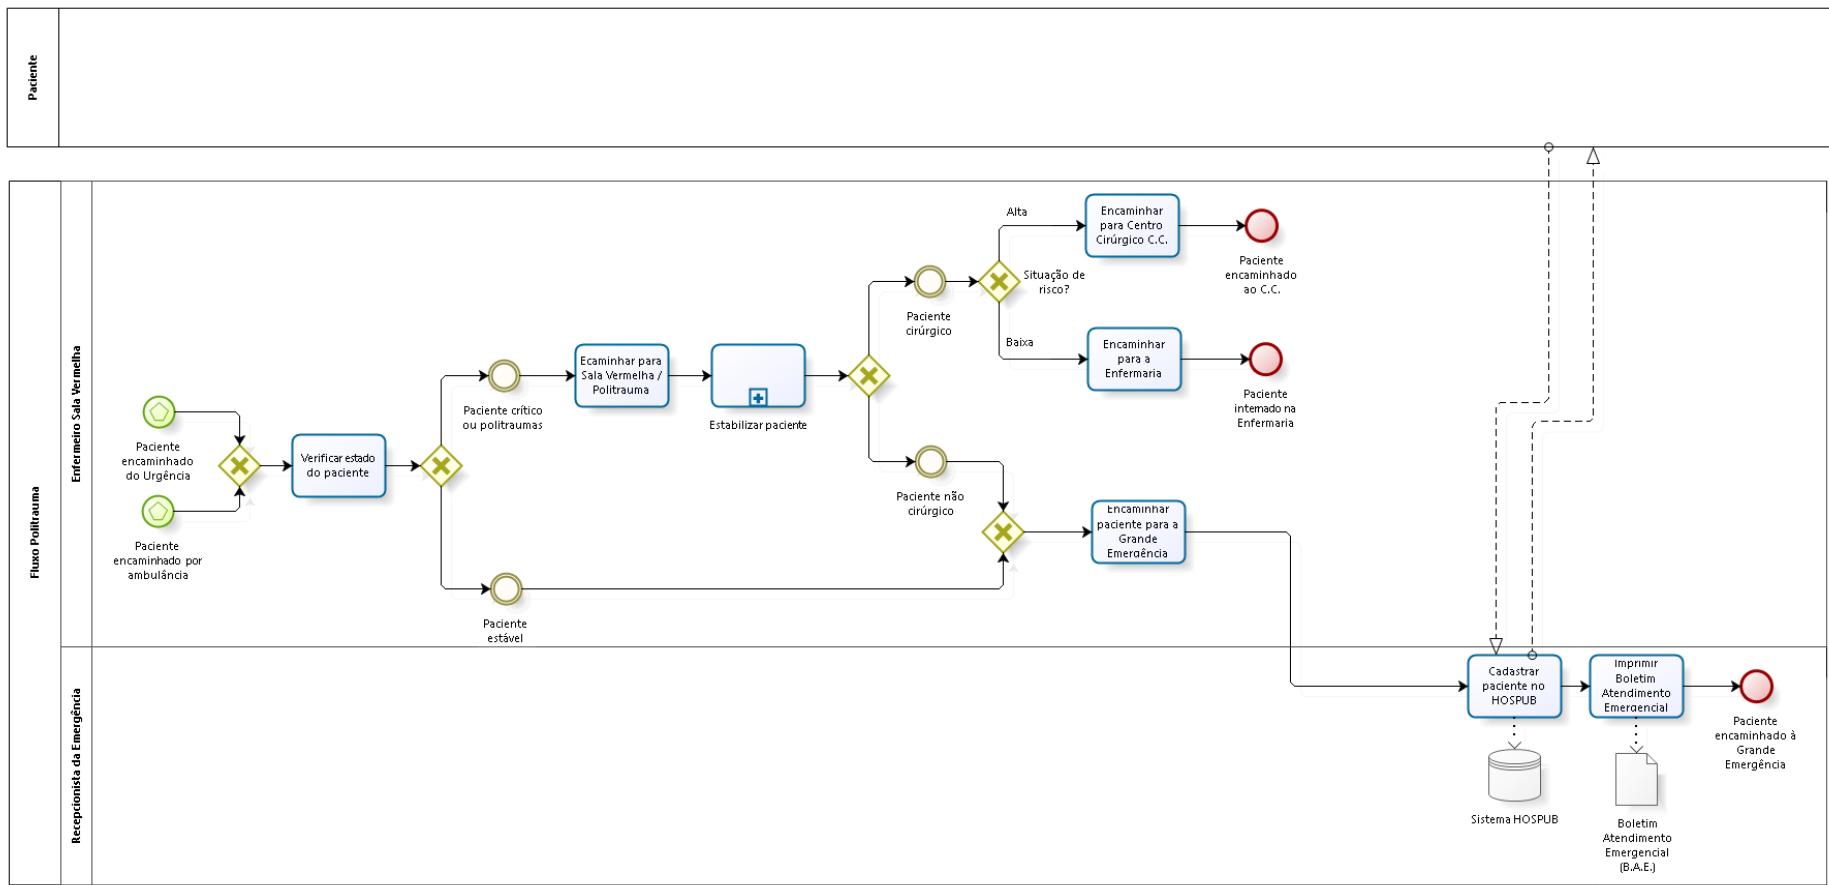 Paciente
Fluxo Politrauma
Enfermeiro Sala Vermelha
Recepcionista da Emergência
Paciente
encaminhado
do Urgência
Paciente
encaminhado por
ambulância
Verificar estado
do paciente
Paciente crítico
ou politraumas
Paciente
estável
Ecaminhar para
Sala Vermelha /
Politrauma
Estabilizar paciente
Paciente
cirúrgico
Paciente não
cirúrgico
Situação de
risco?
Alta
Baixa
Encaminhar
para Centro
Cirúrgico C.C.
Paciente
encaminhado
ao C.C.
Encaminhar
para a
Enfermaria
Paciente
internado na
Enfermaria
Encaminhar
paciente para a
Grande
Emergência
Cadastrar
paciente no
HOSPUB
Imprimir
Boletim
Atendimento
Emergencial
Paciente
encaminhado à
Grande
Emergência
Sistema HOSPUB
Boletim
Atendimento
Emergencial
(B.A.E.)